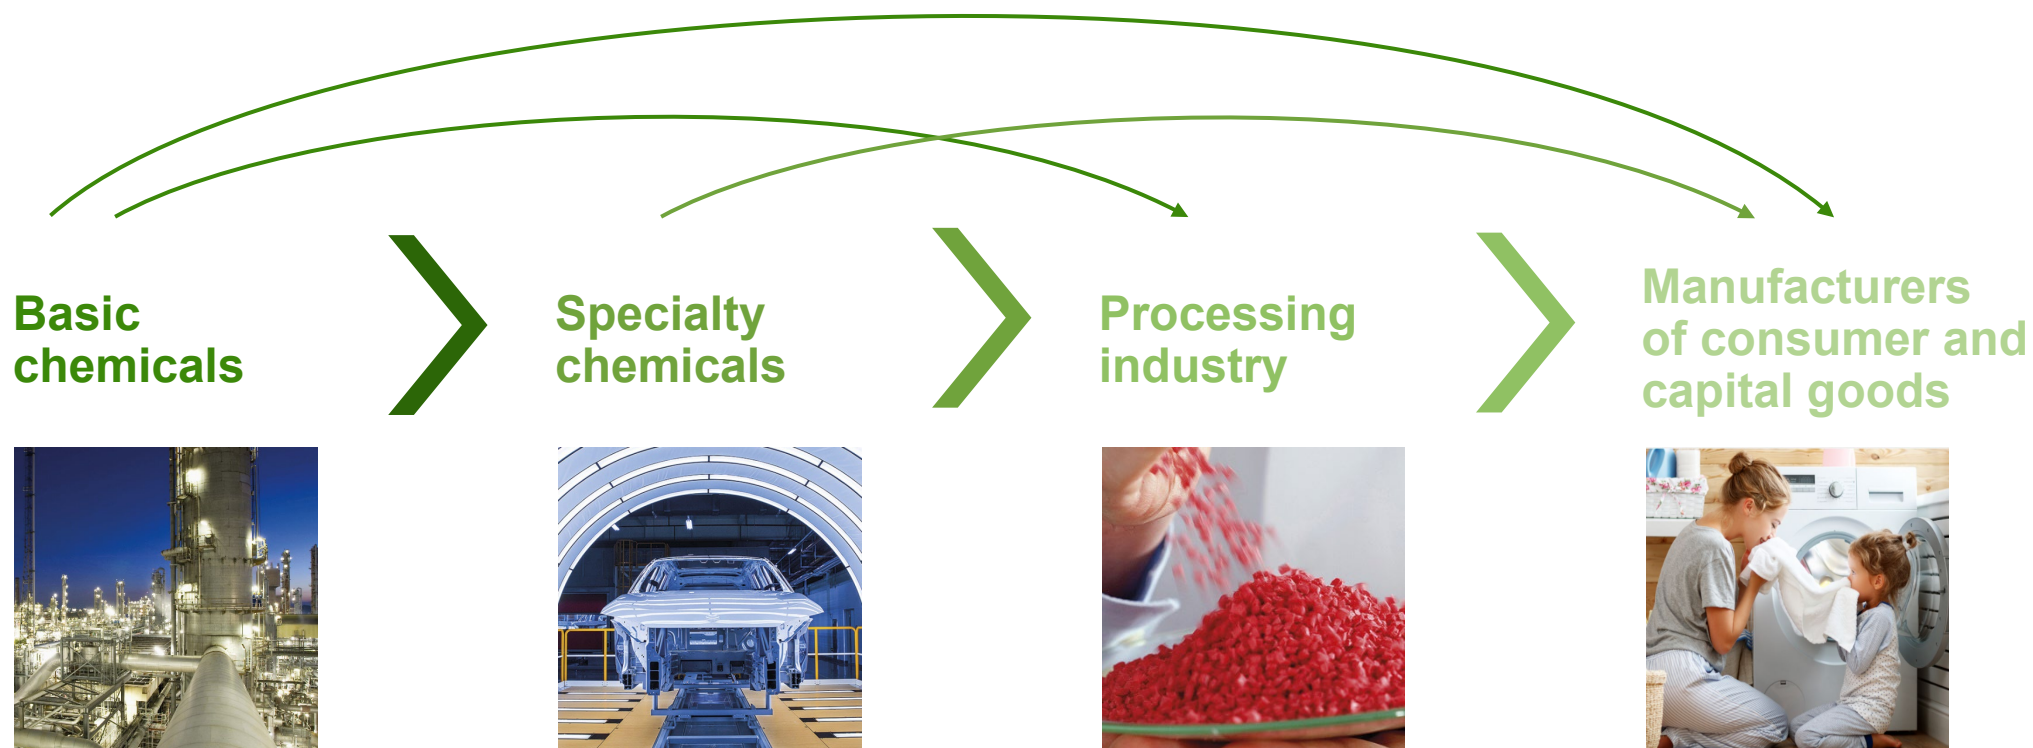 Basic
chemicals
Specialty
chemicals
Processing
industry
Manufacturers
of consumer and
capital goods